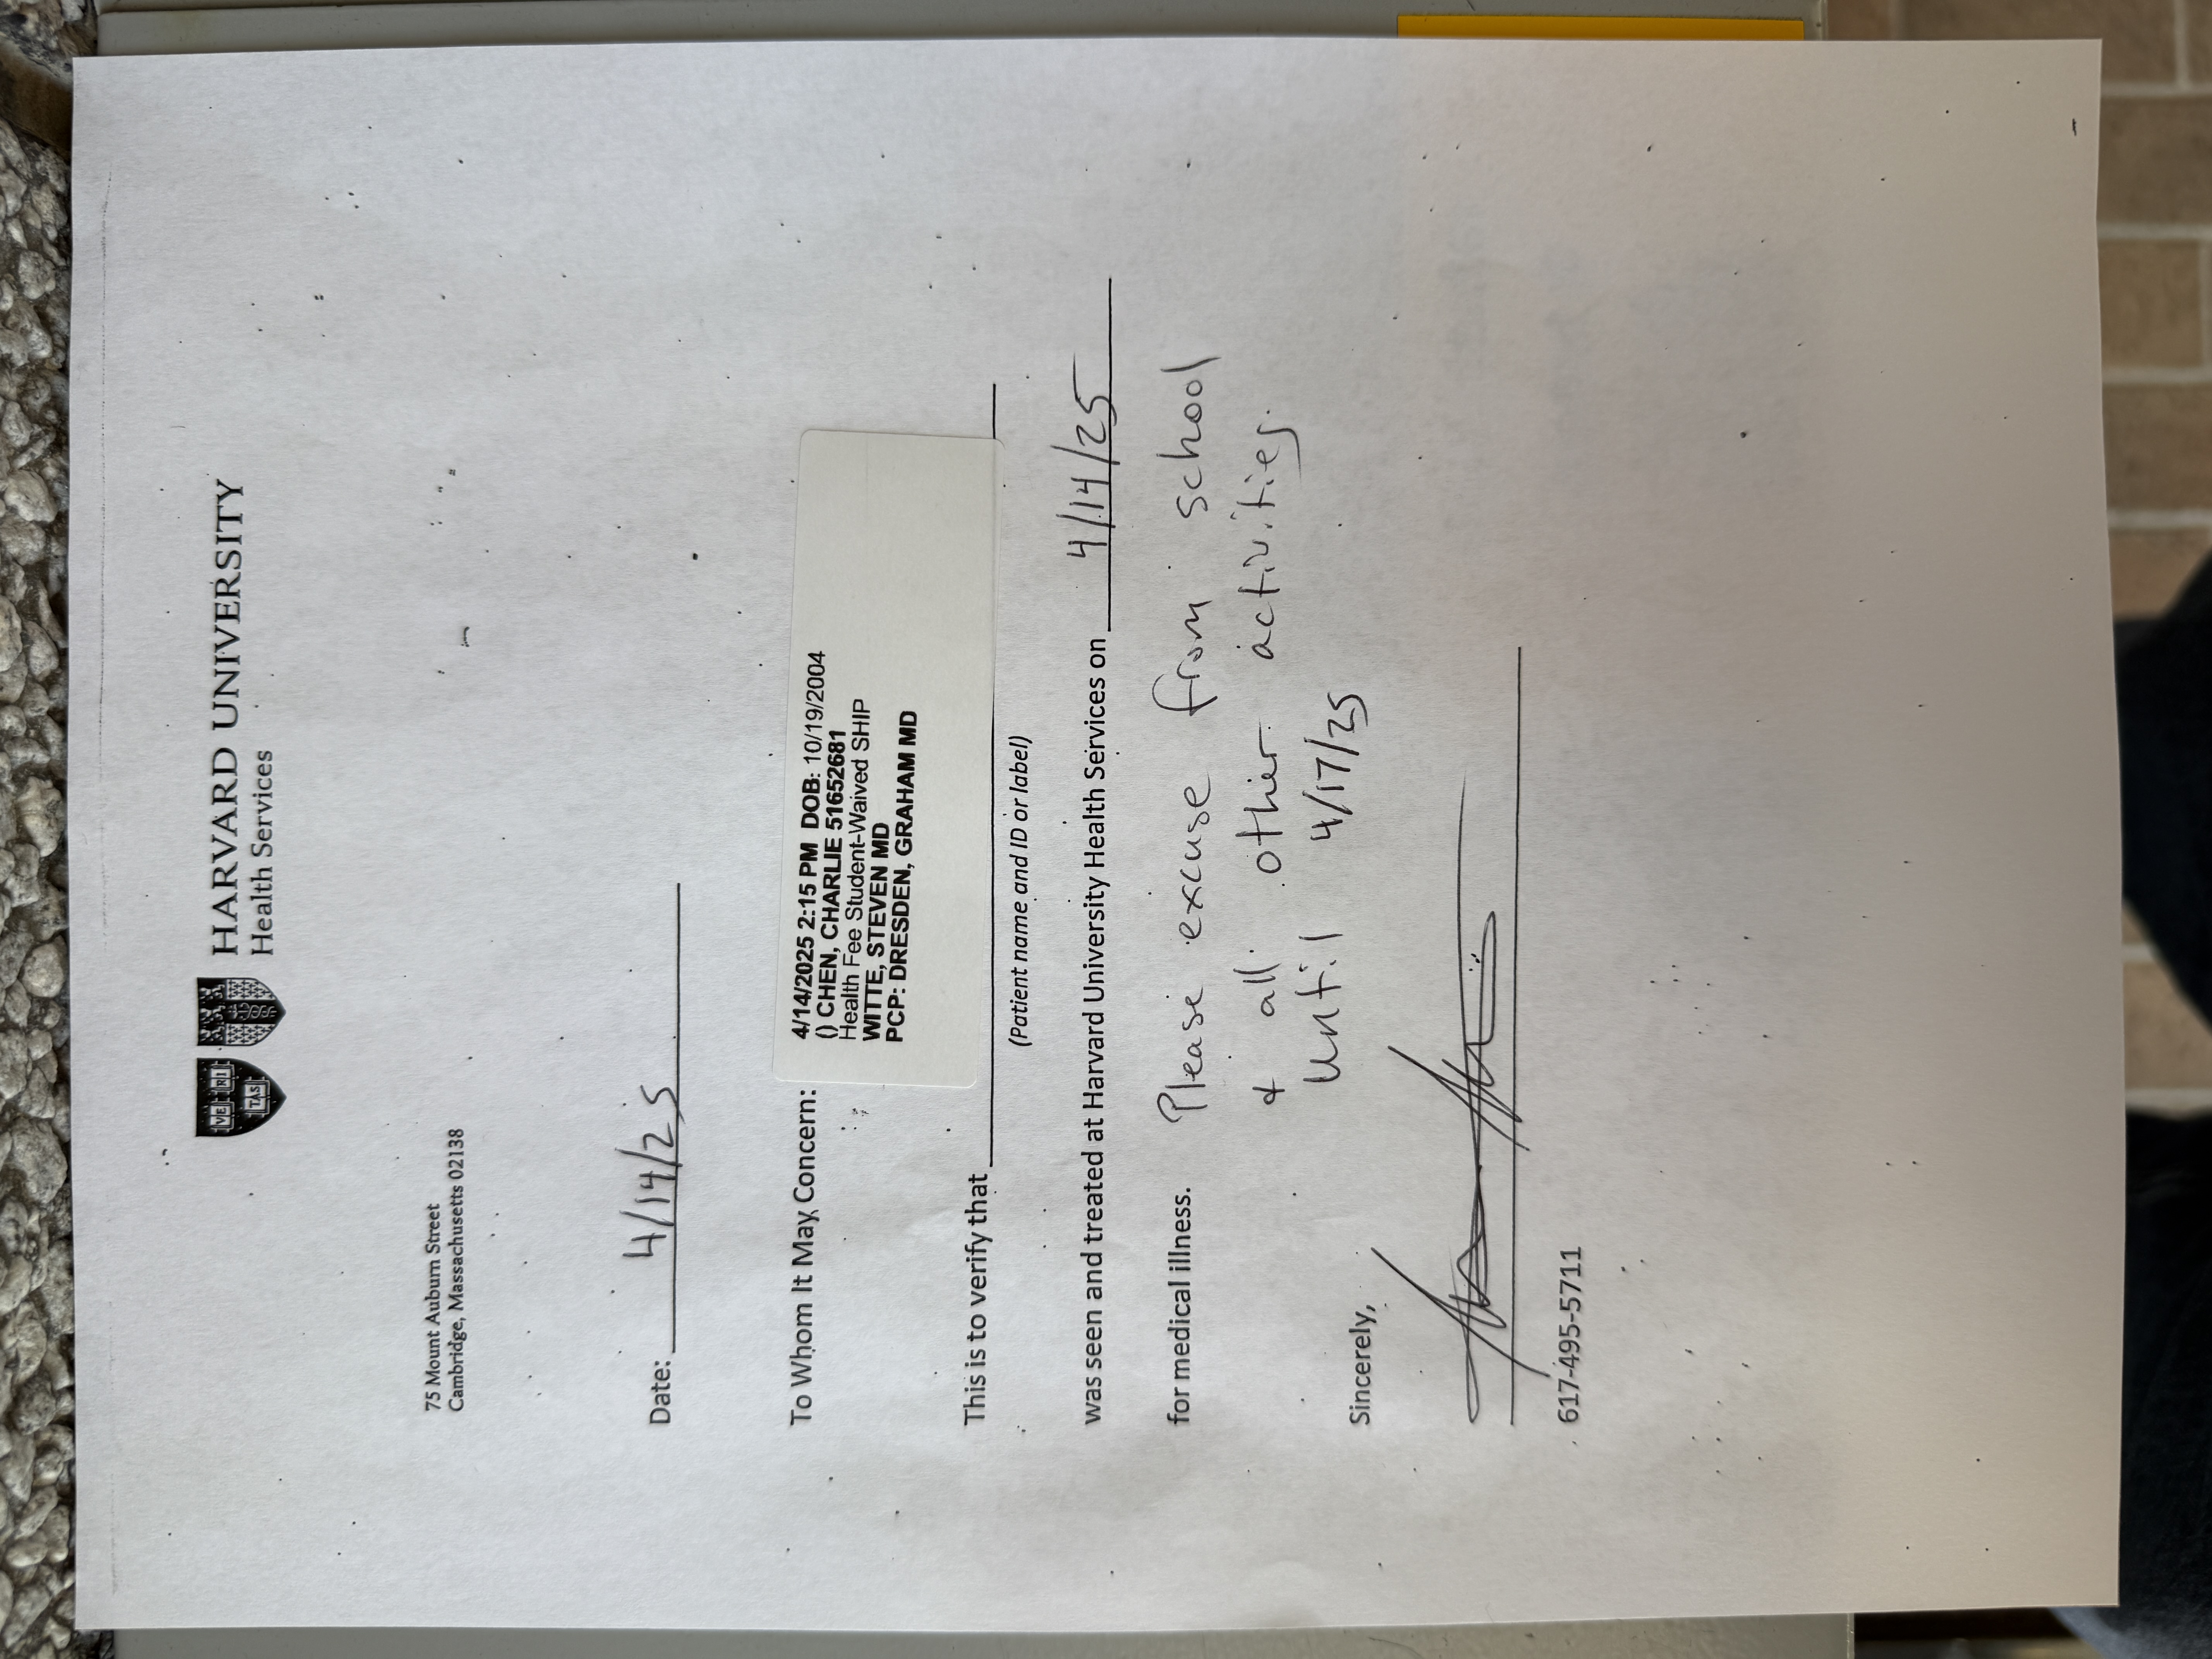 VE RI
TAS
HARVARD UNIVERSITY
Health Services
75 Mount Auburn Street
Cambridge, Massachusetts 02138
Date: 4/14/25
To Whom It May Concern:
4/14/2025 2:15 PM DOB: 10/19/2004
() CHEN, CHARLIE 51652681
Health Fee Student-Waived SHIP
WITTE, STEVEN MD
PCP: DRESDEN, GRAHAM MD
This is to verify that
(Patient name and ID or label)
was seen and treated at Harvard University Health Services on 4/14/25
for medical illness. Please excuse from school
& all other activities.
until 4/17/25
Sincerely,
617-495-5711